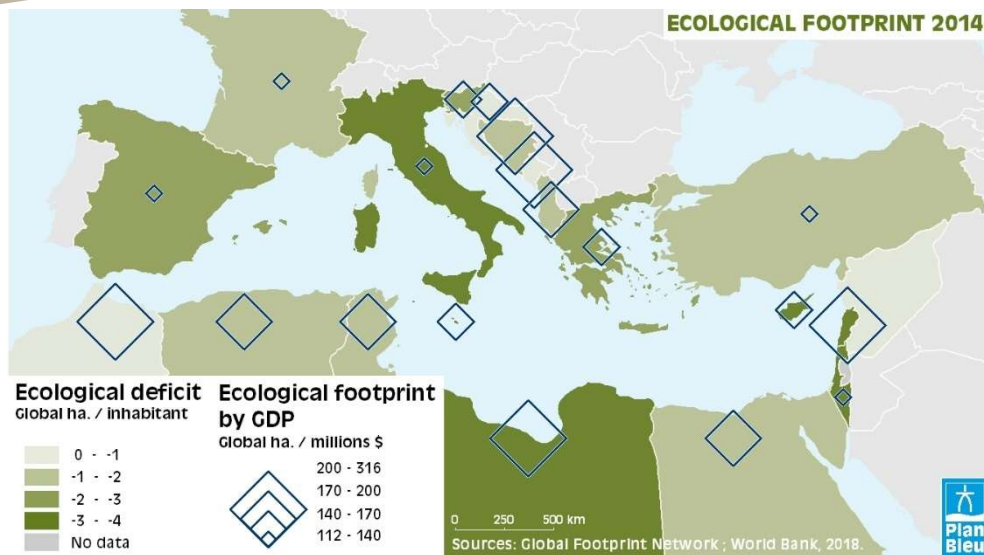 ECOLOGICAL FOOTPRINT 2014
Ecological deficit
Global ha. / inhabitant
0 - -1
-1 - -2
-2 - -3
-3 - -4
No data
Ecological footprint
by GDP
Global ha. / millions $
200 - 316
170 - 200
140 - 170
112 - 140
0 250 500 km
Sources: Global Footprint Network ; World Bank, 2018.
Plan
Bleu